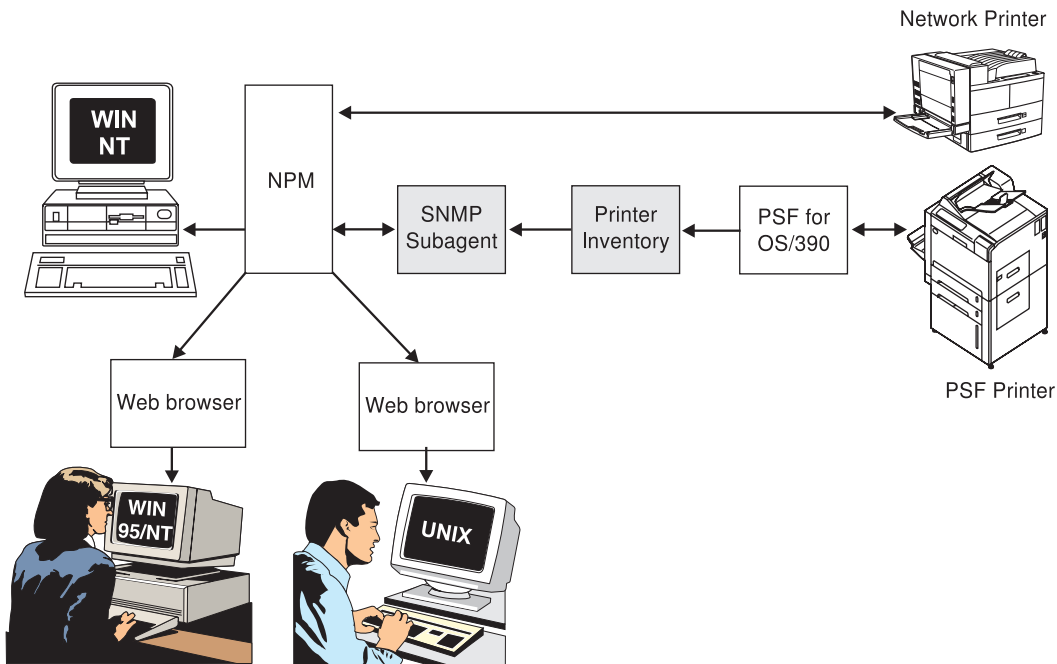 Network Printer
WIN
NT
NPM
SNMP
Subagent
Printer
Inventory
PSF for
OS/390
PSF Printer
Web browser
Web browser
WIN
95/NT
UNIX